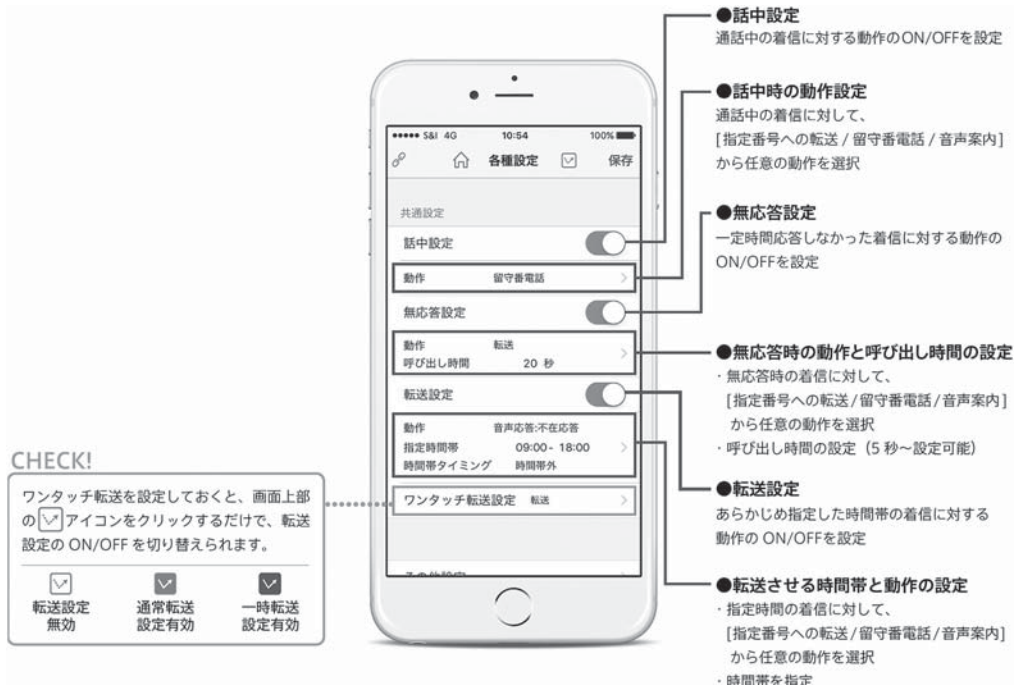 ●話中設定
通話中の着信に対する動作のON/OFFを設定
●話中時の動作設定
通話中の着信に対して、
[指定番号への転送 / 留守番電話 / 音声案内]
から任意の動作を選択
●無応答設定
一定時間応答しなかった着信に対する動作の
ON/OFFを設定
●無応答時の動作と呼び出し時間の設定
・無応答時の着信に対して、
[指定番号への転送/留守番電話/音声案内]
から任意の動作を選択
・呼び出し時間の設定（5 秒～設定可能）
●転送設定
あらかじめ指定した時間帯の着信に対する
動作の ON/OFFを設定
●転送させる時間帯と動作の設定
・指定時間の着信に対して、
[指定番号への転送/留守番電話/音声案内]
から任意の動作を選択
・時間帯を指定
●●●●● S&I 4G 10:54 100%
各種設定 保存
共通設定
話中設定
動作 留守番電話
無応答設定
動作 転送
呼び出し時間 20 秒
転送設定
動作 音声応答:不在応答
指定時間帯 09:00- 18:00
時間帯タイミング 時間帯外
ワンタッチ転送設定 転送
CHECK!
ワンタッチ転送を設定しておくと、画面上部
の アイコンをクリックするだけで、転送
設定の ON/OFF を切り替えられます。
転送設定
無効
通常転送
設定有効
一時転送
設定有効